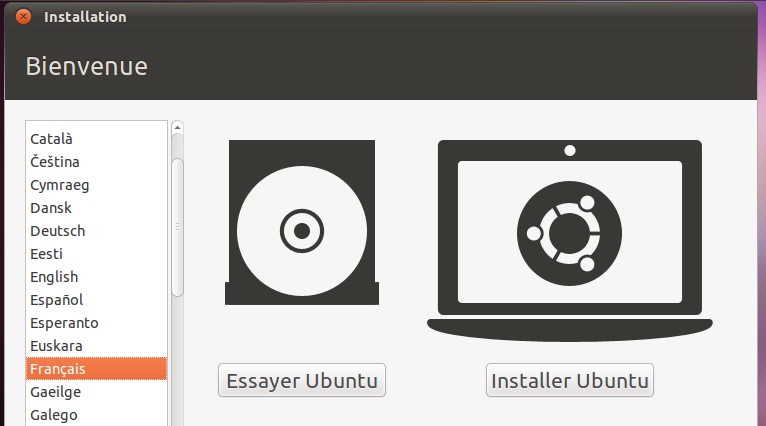 Installation
Bienvenue
Català
Čeština
Cymraeg
Dansk
Deutsch
Eesti
English
Español
Esperanto
Euskara
Français
Gaeilge
Galego
Essayer Ubuntu
Installer Ubuntu